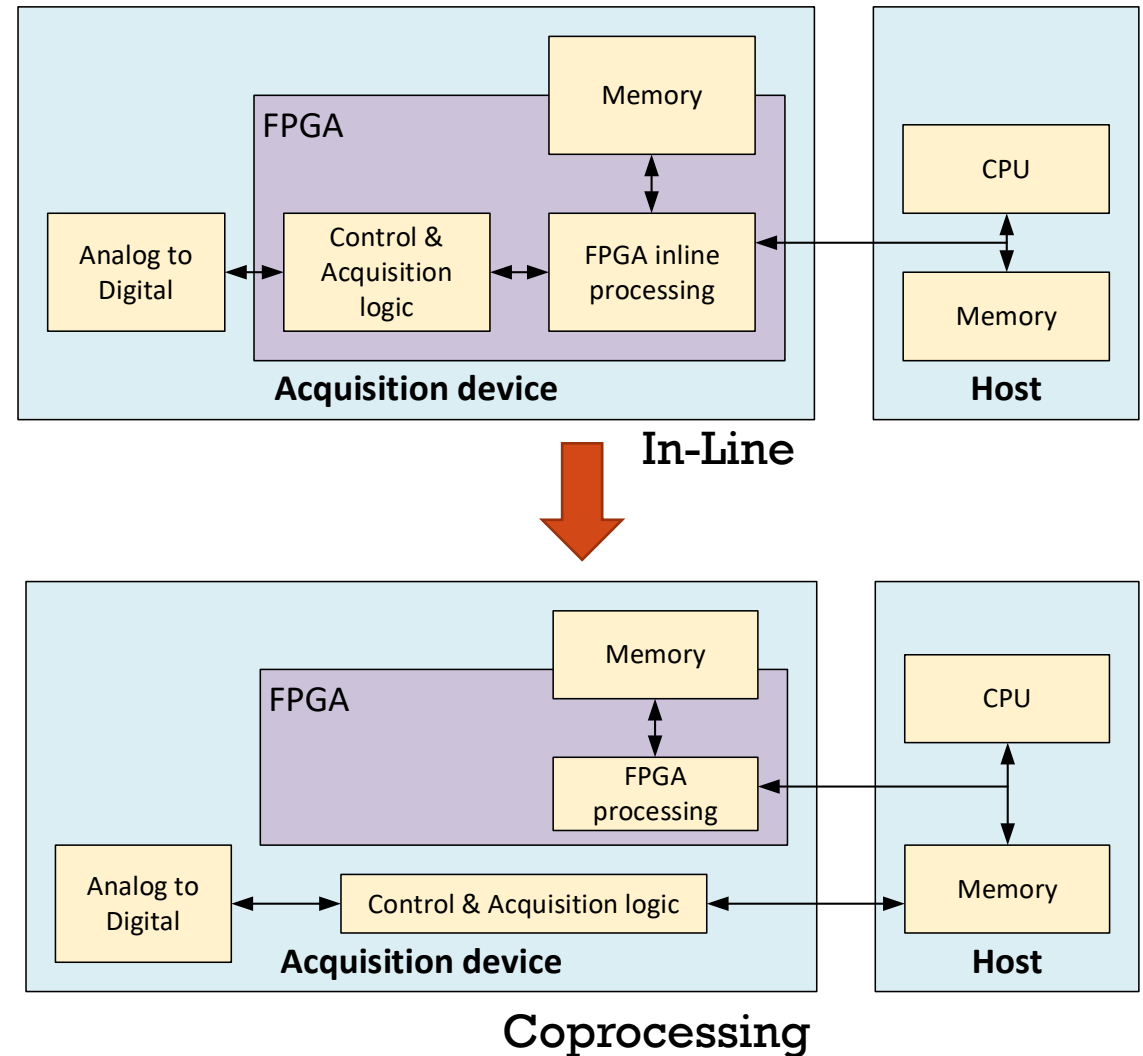 Memory
FPGA
CPU
Analog to
Digital
Control &
Acquisition
logic
FPGA inline
processing
Memory
Acquisition device
Host
In-Line
Memory
FPGA
CPU
FPGA
processing
Analog to
Digital
Control & Acquisition logic
Memory
Acquisition device
Host
Coprocessing